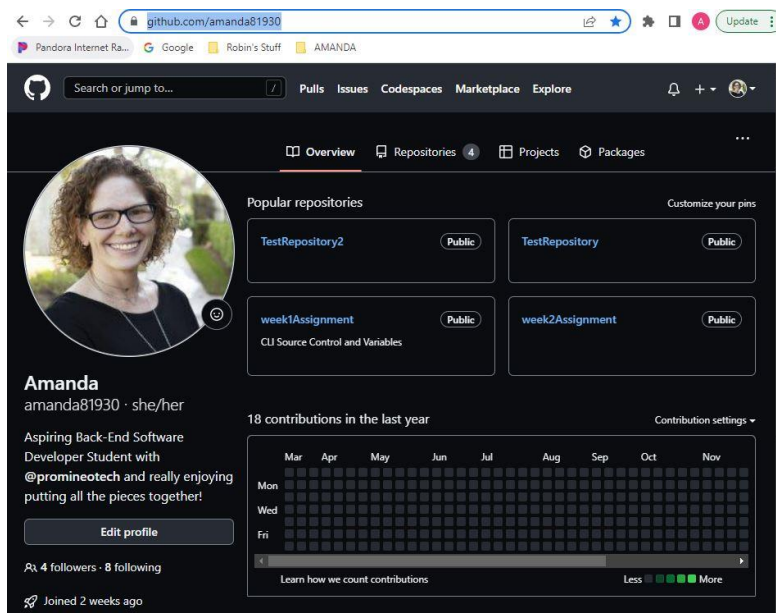 github.com/amanda81930
A
Update
Pandora Internet Ra...
Google
Robin's Stuff
AMANDA
Search or jump to...
/
Pulls Issues Codespaces Marketplace Explore
Overview
Repositories 4
Projects
Packages
Popular repositories
Customize your pins
TestRepository2 Public
TestRepository Public
week1Assignment Public
CLI Source Control and Variables
week2Assignment Public
Amanda
amanda81930 · she/her
Aspiring Back-End Software
Developer Student with
@promineotech and really enjoying
putting all the pieces together!
Edit profile
4 followers · 8 following
Joined 2 weeks ago
18 contributions in the last year
Contribution settings
Mar Apr May Jun Jul Aug Sep Oct Nov
Mon
Wed
Fri
Learn how we count contributions
Less More